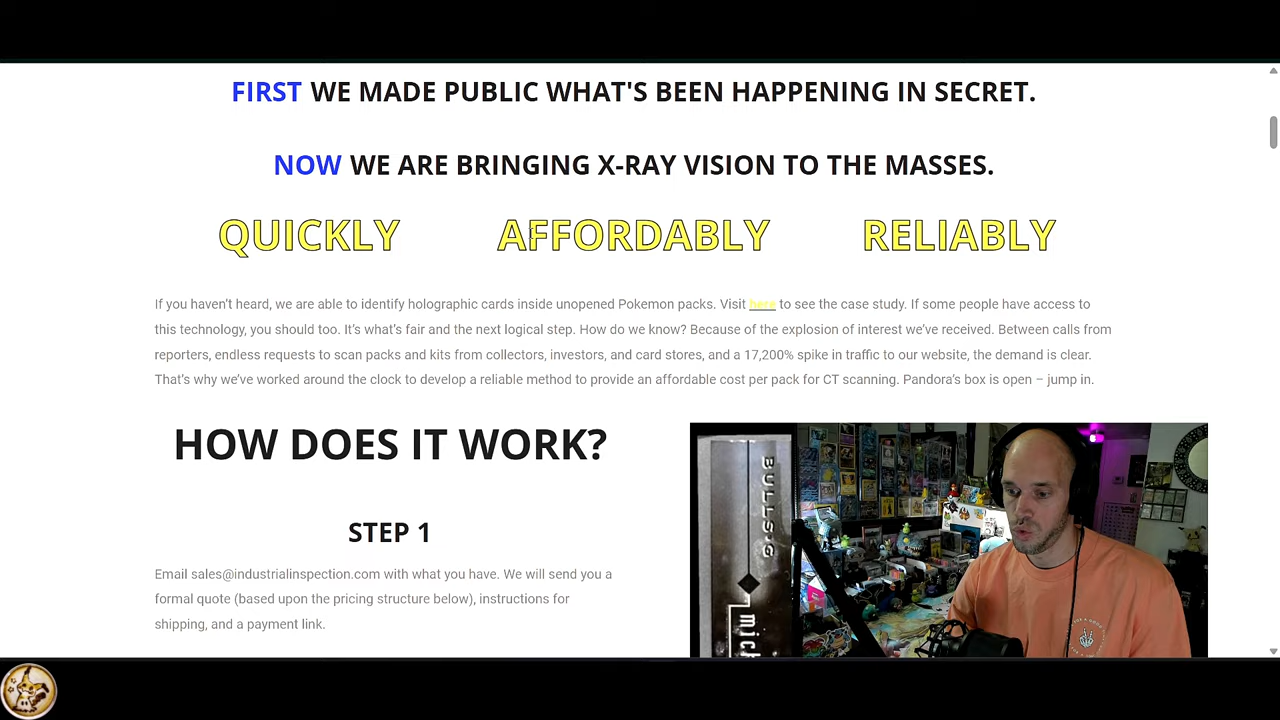 FIRST WE MADE PUBLIC WHAT'S BEEN HAPPENING IN SECRET.
NOW WE ARE BRINGING X-RAY VISION TO THE MASSES.
QUICKLY AFFORDABLY RELIABLY
If you haven't heard, we are able to identify holographic cards inside unopened Pokemon packs. Visit here to see the case study. If some people have access to
this technology, you should too. It's what's fair and the next logical step. How do we know? Because of the explosion of interest we've received. Between calls from
reporters, endless requests to scan packs and kits from collectors, investors, and card stores, and a 17,200% spike in traffic to our website, the demand is clear.
That's why we've worked around the clock to develop a reliable method to provide an affordable cost per pack for CT scanning. Pandora's box is open – jump in.
HOW DOES IT WORK?
STEP 1
Email sales@industrialinspection.com with what you have. We will send you a
formal quote (based upon the pricing structure below), instructions for
shipping, and a payment link.
BULLS